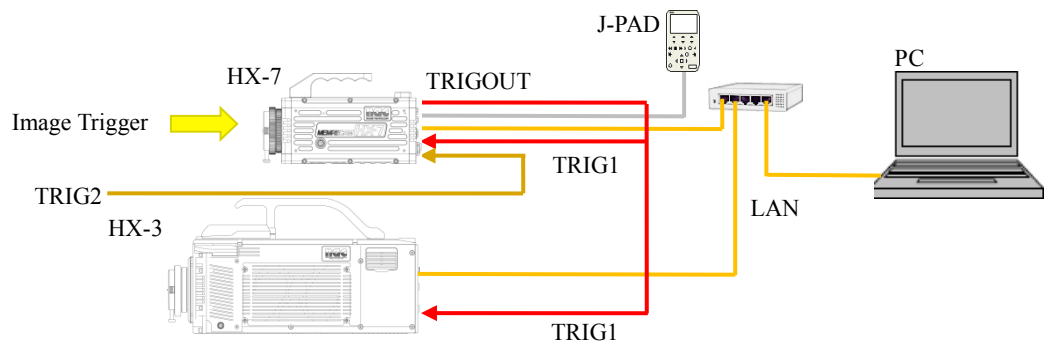 J-PAD
PC
HX-7
TRIGOUT
Image Trigger
TRIG1
TRIG2
LAN
HX-3
TRIG1